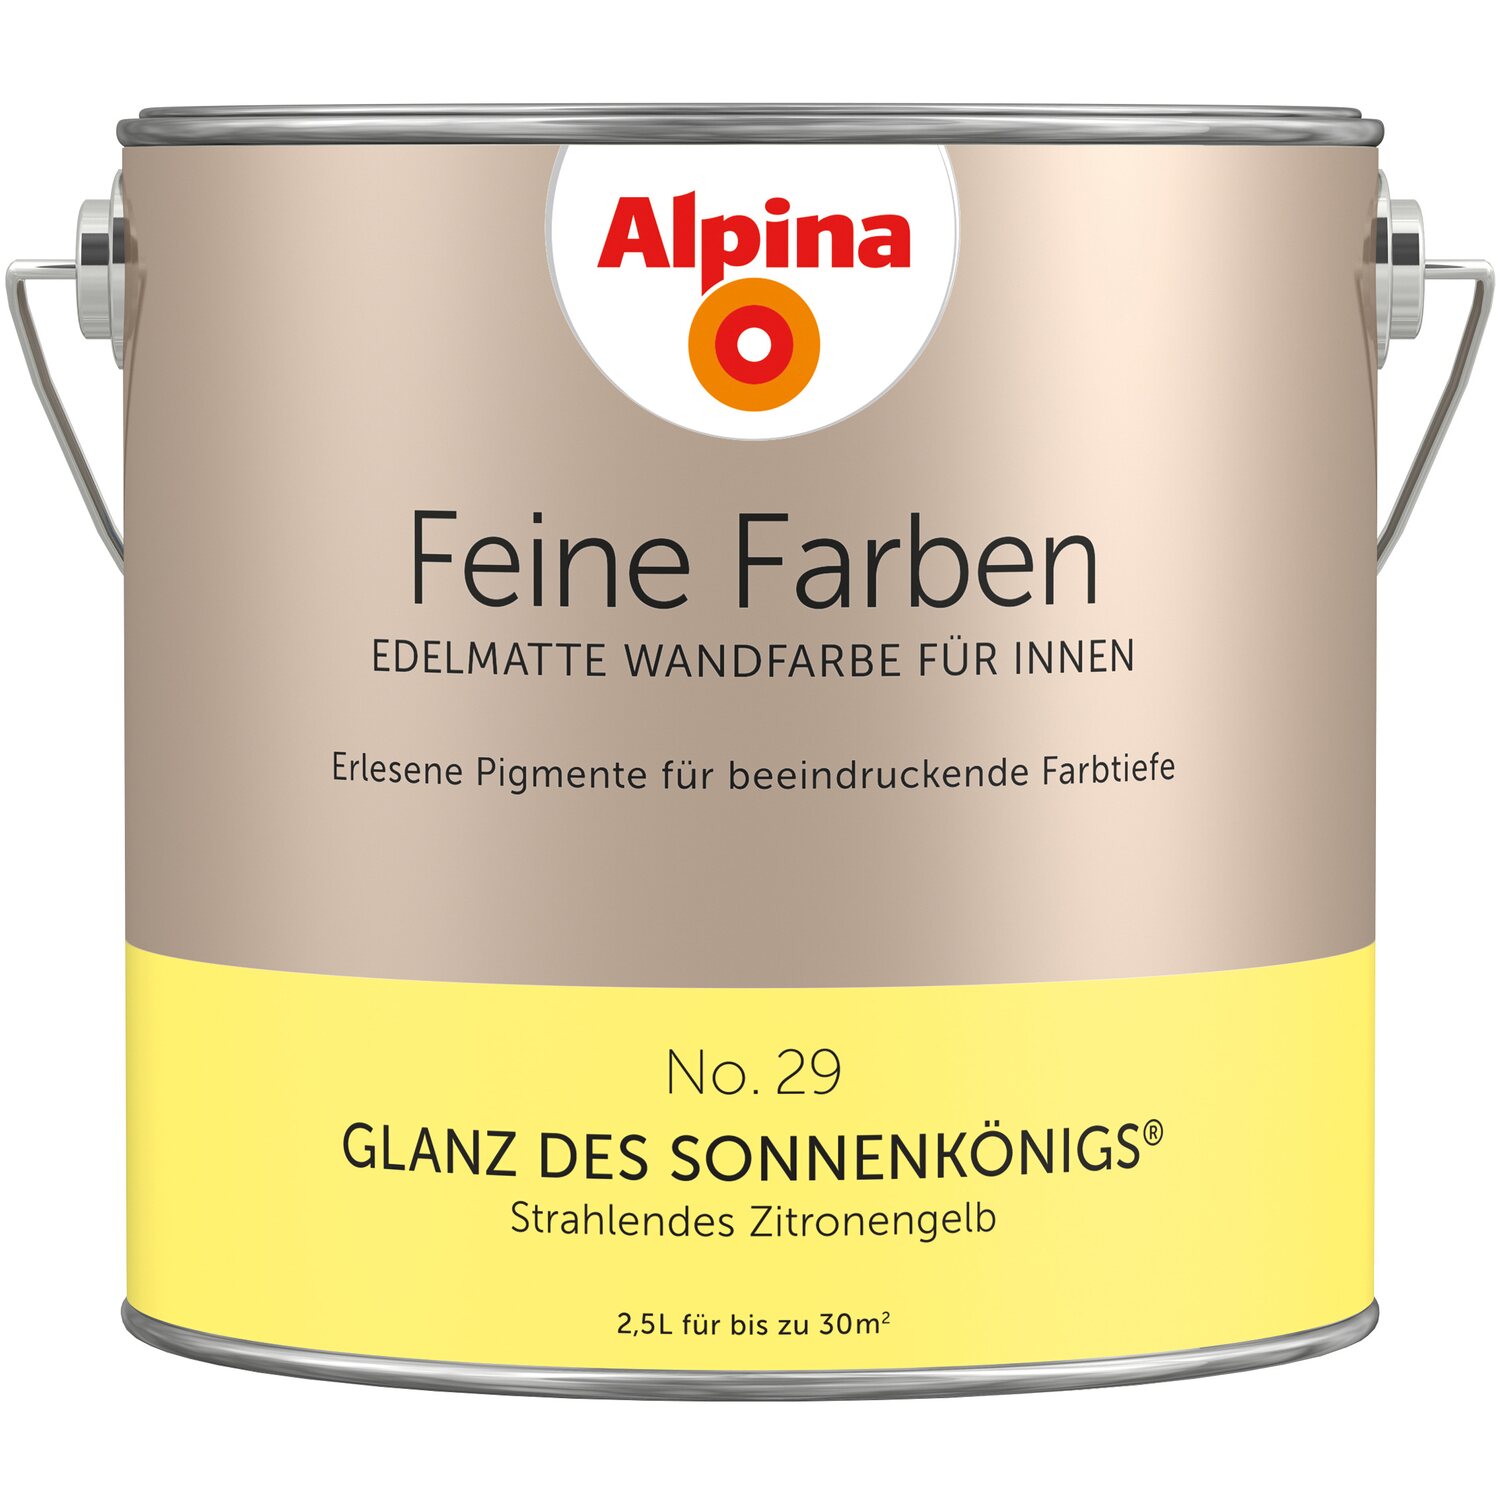 Alpina
Feine Farben
EDELMATTE WANDFARBE FÜR INNEN
Erlesene Pigmente für beeindruckende Farbtiefe
No. 29
GLANZ DES SONNENKÖNIGS®
Strahlendes Zitronengelb
2,5L für bis zu 30m²